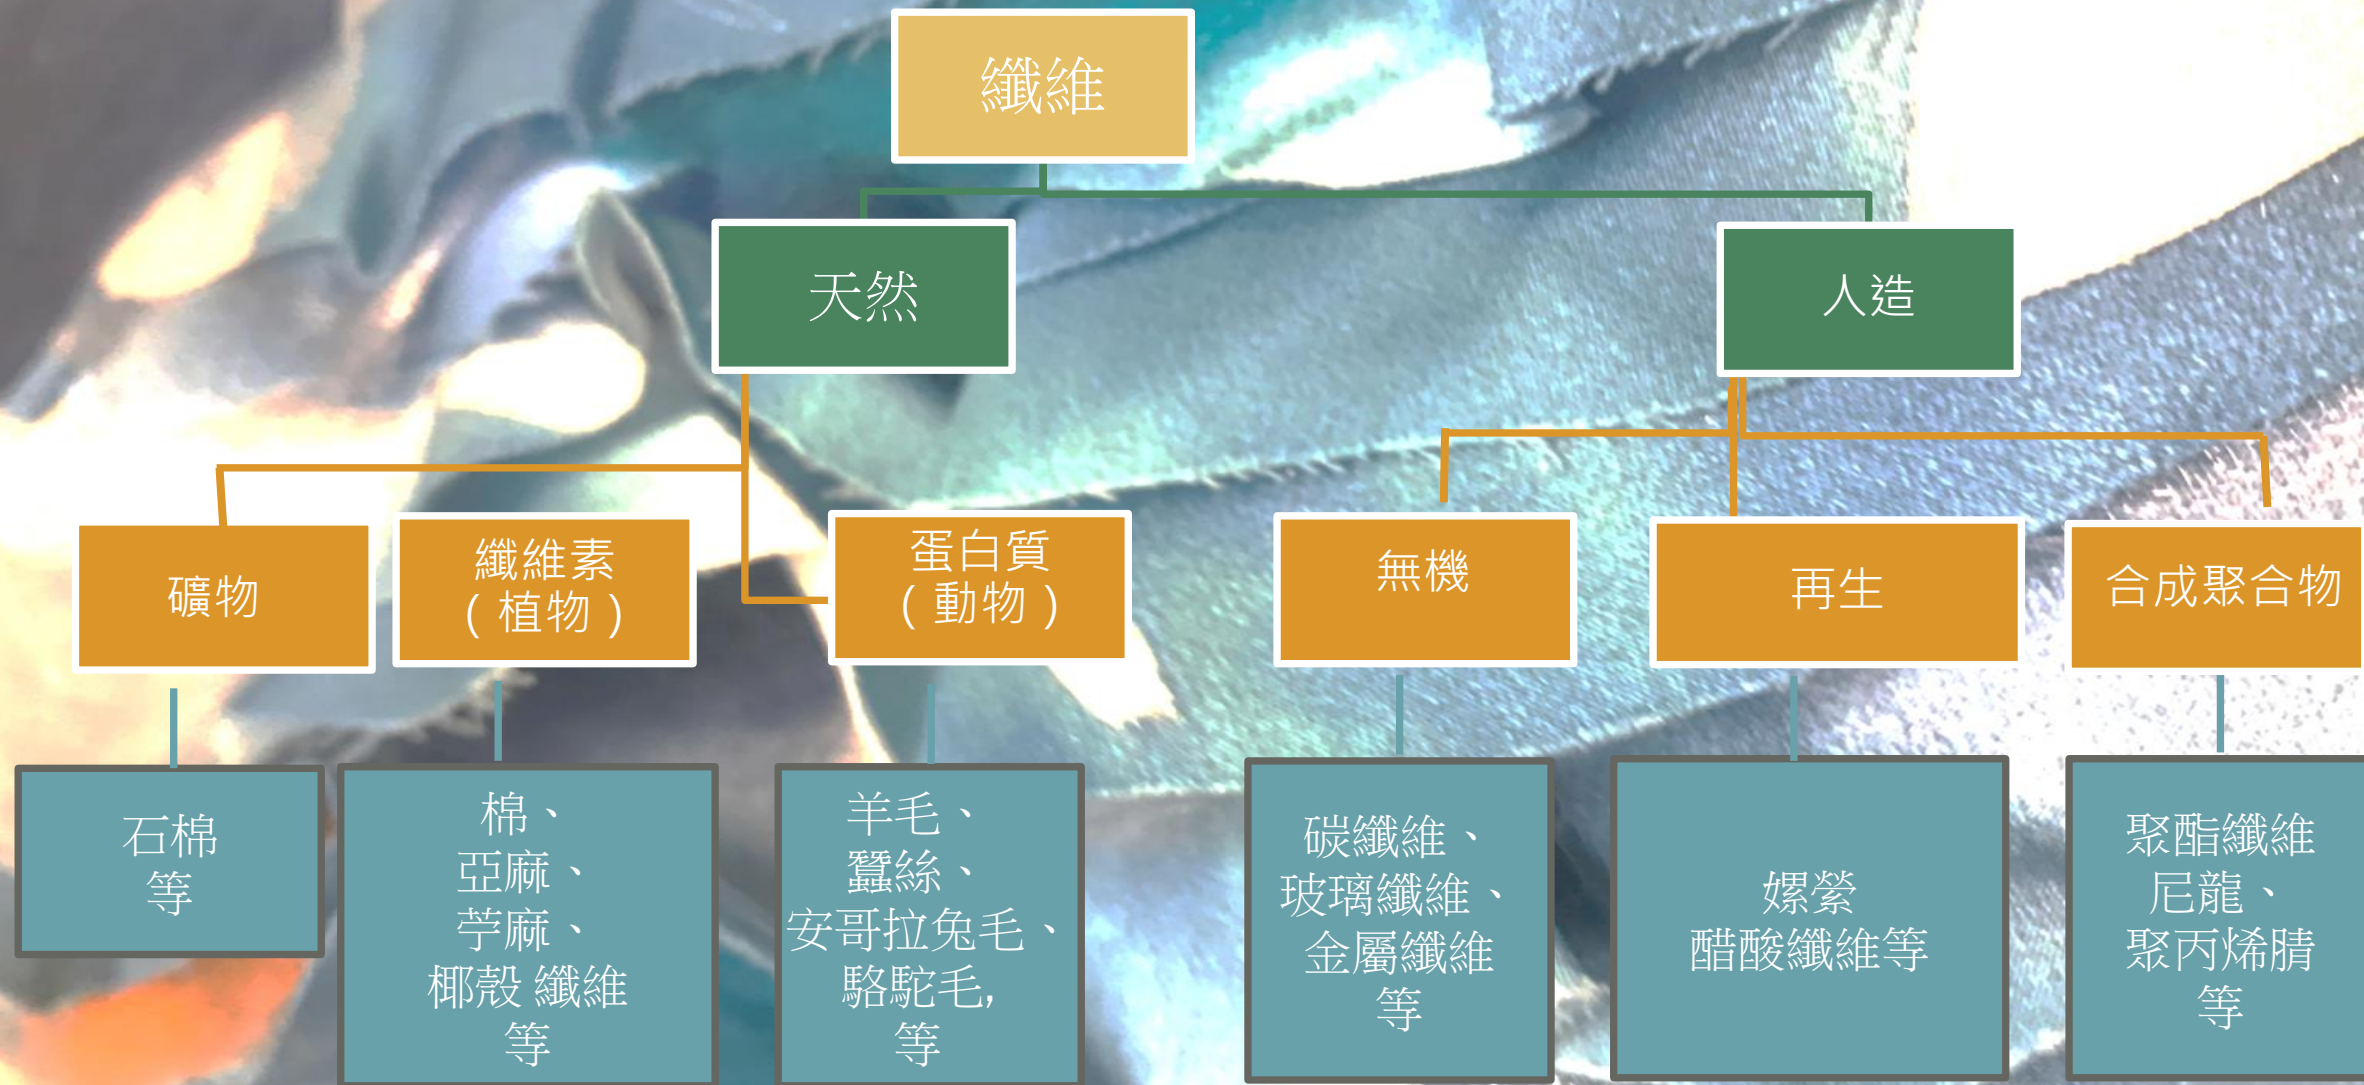 纖維
天然
人造
礦物
纖維素
(植物)
蛋白質
(動物)
無機
再生
合成聚合物
石棉
等
棉、
亞麻、
苧麻、
椰殼 纖維
等
羊毛、
蠶絲、
安哥拉兔毛、
駱駝毛,
等
碳纖維、
玻璃纖維、
金屬纖維
等
嫘縈
醋酸纖維等
聚酯纖維
尼龍、
聚丙烯腈
等